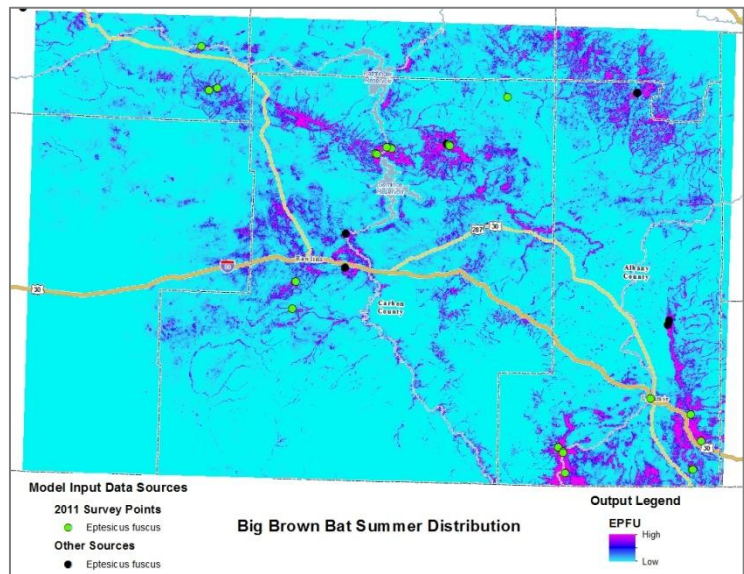 287
30
80
Rawlins
30
Albany
County
Carbon
County
30
Model Input Data Sources
2011 Survey Points
Eptesicus fuscus
Other Sources
Eptesicus fuscus
Big Brown Bat Summer Distribution
Output Legend
EPFU
High
Low